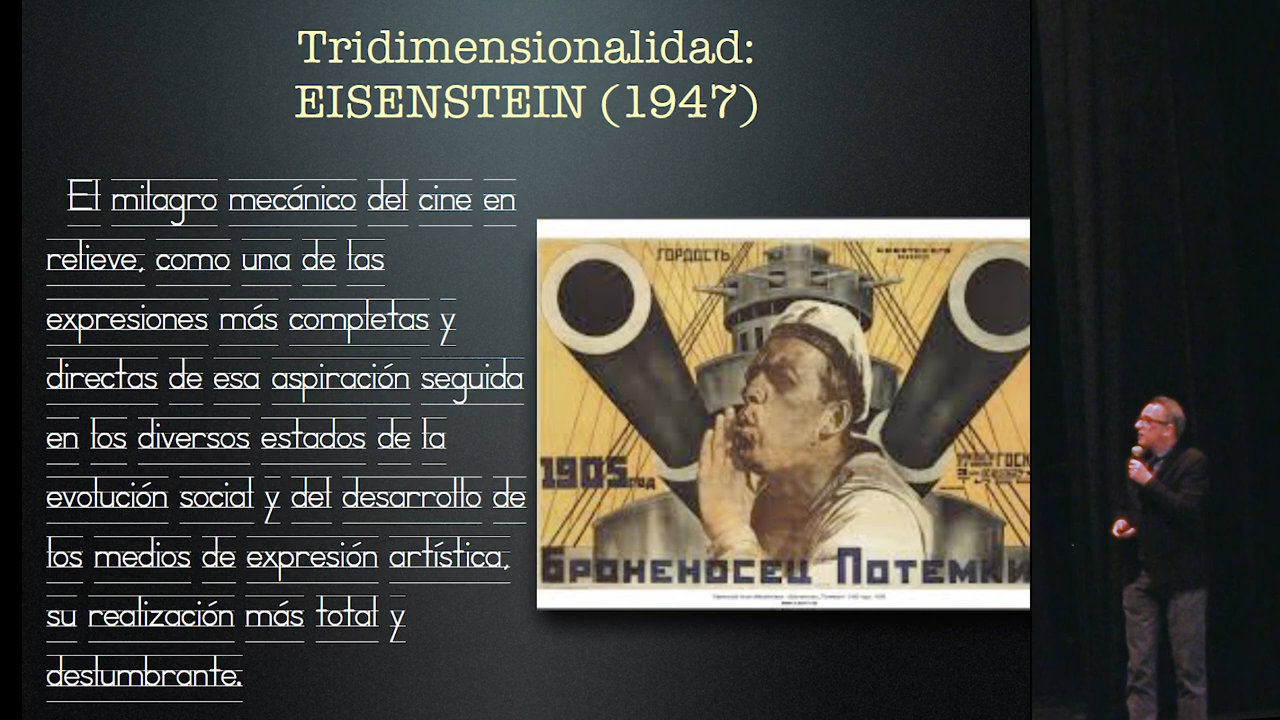 Tridimensionalidad:
EISENSTEIN (1947)
El milagro mecánico del cine en
relieve, como una de las
expresiones más completas y
directas de esa aspiración seguida
en los diversos estados de la
evolución social y del desarrollo de
los medios de expresión artística,
su realización más total y
deslumbrante.
ГОРДОСТЬ
1905 год
БРОНЕНОСЕЦ ПОТЕМКИ